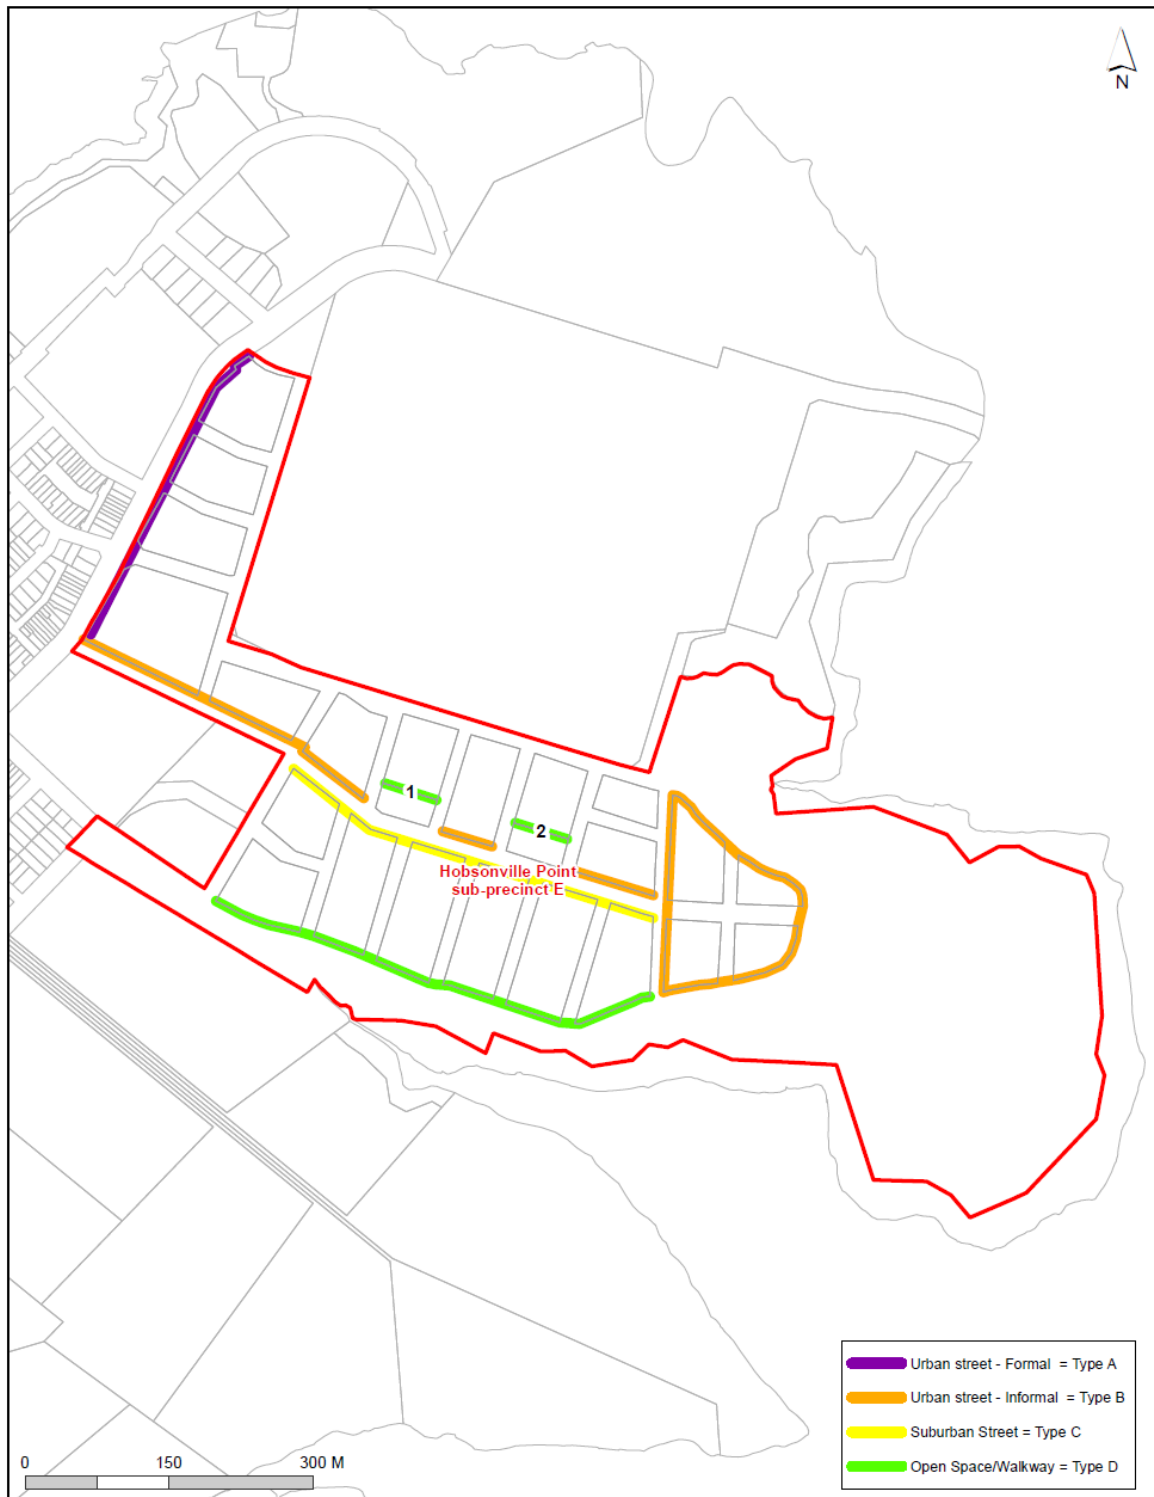 N
1
2
Hobsonville Point
sub-precinct E
Urban street - Formal = Type A
Urban street - Informal = Type B
Suburban Street = Type C
Open Space/Walkway = Type D
0 150 300 M